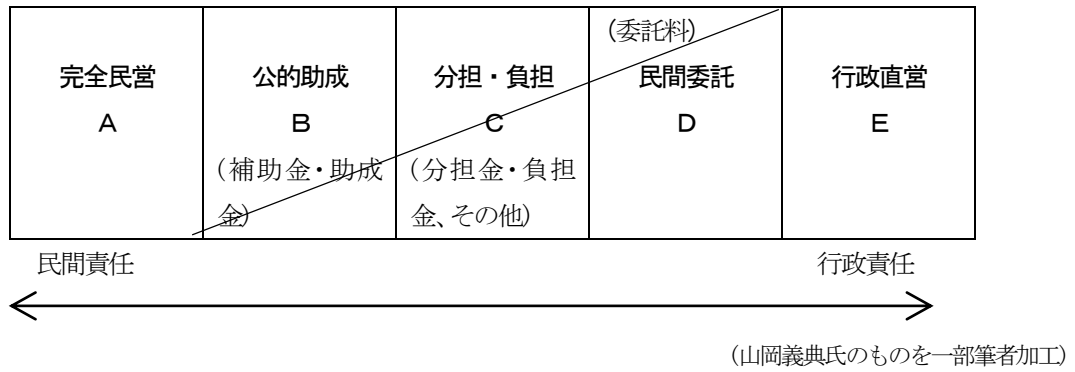 完全民営
A
公的助成
B
(補助金・助成
金)
分担・負担
C
(分担金・負担
金、その他)
(委託料)
民間委託
D
行政直営
E
民間責任
行政責任
(山岡義典氏のものを一部筆者加工)